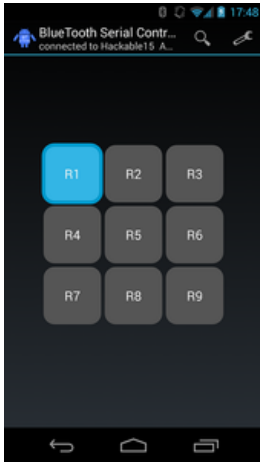 17:48
BlueTooth Serial Contr...
connected to Hackable15 A...
R1 R2 R3
R4 R5 R6
R7 R8 R9